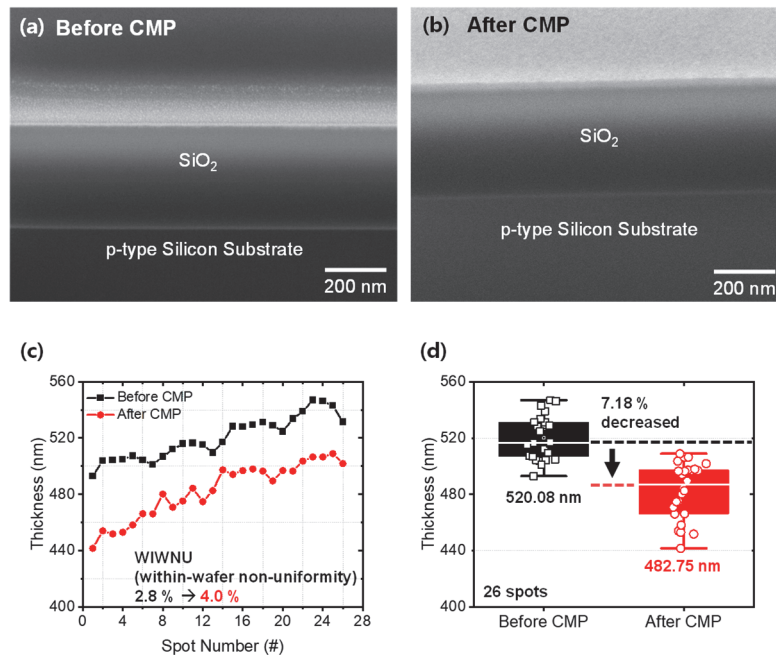 (a) Before CMP
SiO₂
p-type Silicon Substrate
200 nm
(b) After CMP
SiO₂
p-type Silicon Substrate
200 nm
(c)
560
520
480
440
400
Thickness (nm)
Before CMP
After CMP
WIWNU
(within-wafer non-uniformity)
2.8 % → 4.0 %
0 4 8 12 16 20 24 28
Spot Number (#)
(d)
560
520
480
440
400
Thickness (nm)
7.18 %
decreased
520.08 nm
482.75 nm
26 spots
Before CMP After CMP